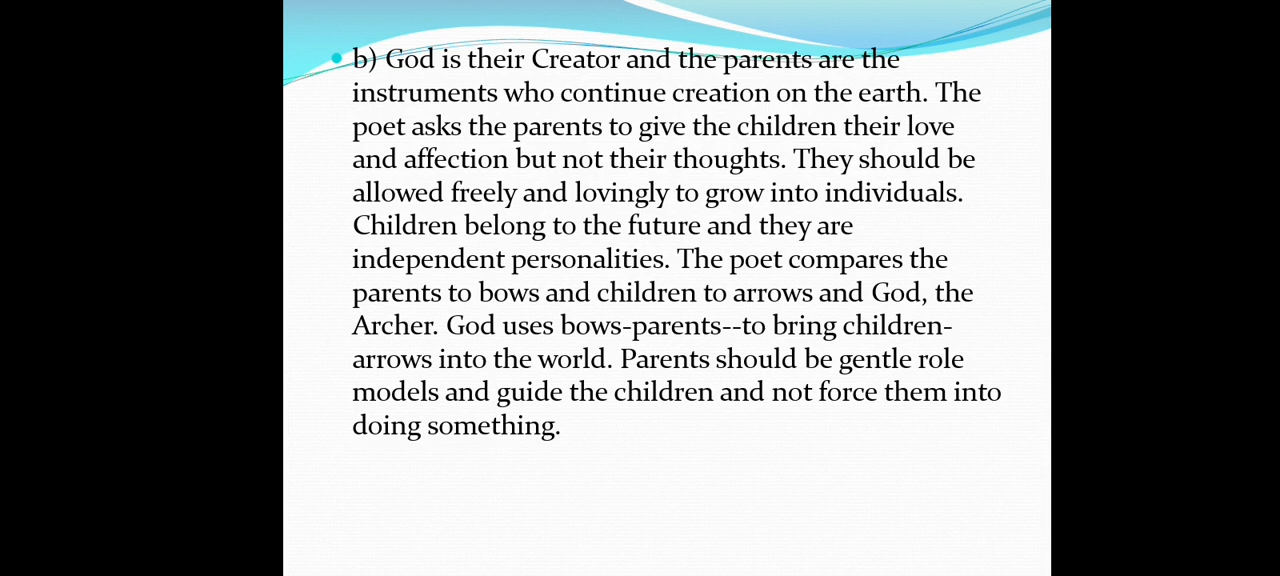 b) God is their Creator and the parents are the
instruments who continue creation on the earth. The
poet asks the parents to give the children their love
and affection but not their thoughts. They should be
allowed freely and lovingly to grow into individuals.
Children belong to the future and they are
independent personalities. The poet compares the
parents to bows and children to arrows and God, the
Archer. God uses bows-parents--to bring children-
arrows into the world. Parents should be gentle role
models and guide the children and not force them into
doing something.